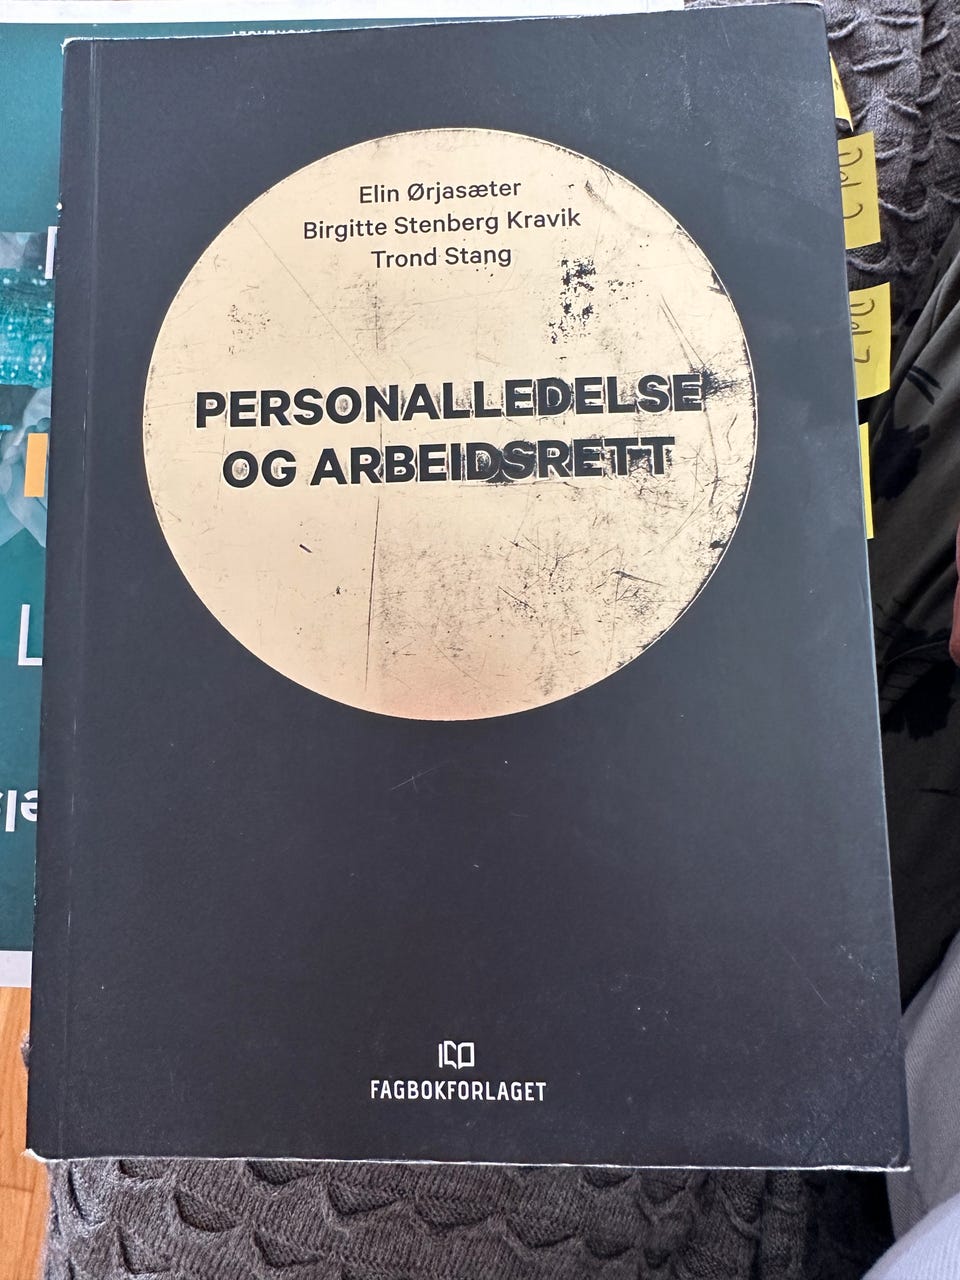 Elin Ørjasæter
Birgitte Stenberg Kravik
Trond Stang
PERSONALLEDELSE
OG ARBEIDSRETT
FAGBOKFORLAGET